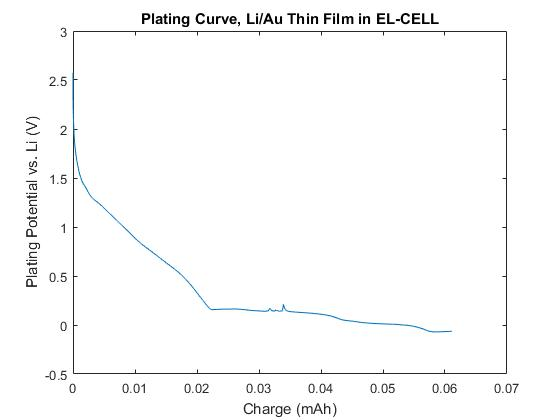 Plating Curve, Li/Au Thin Film in EL-CELL
3
2.5
2
1.5
1
0.5
0
-0.5
Plating Potential vs. Li (V)
0 0.01 0.02 0.03 0.04 0.05 0.06 0.07
Charge (mAh)